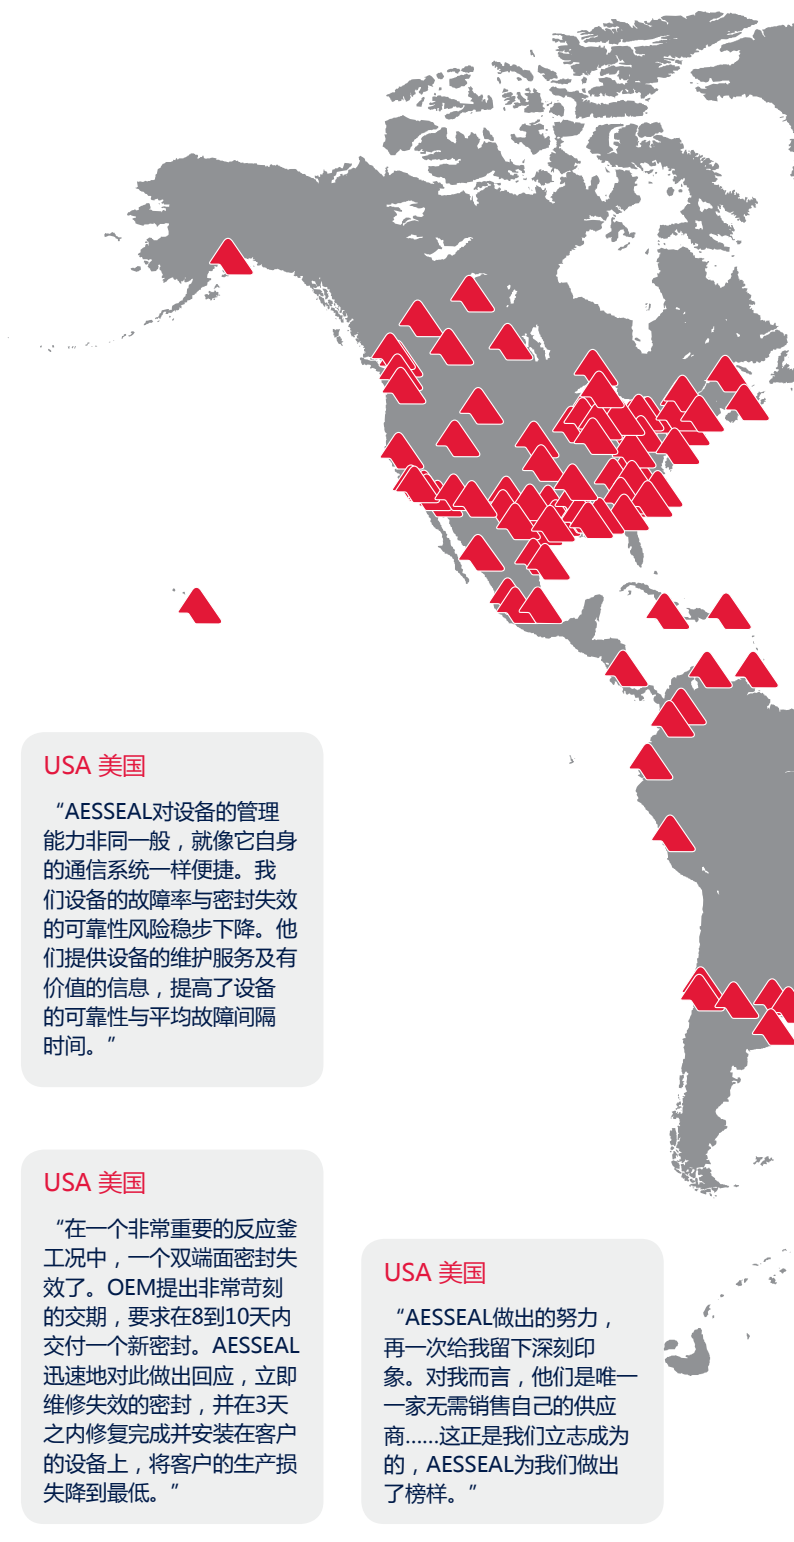 USA 美国
“AESSEAL对设备的管理
能力非同一般，就像它自身
的通信系统一样便捷。我
们设备的故障率与密封失效
的可靠性风险稳步下降。他
们提供设备的维护服务及有
价值的信息，提高了设备
的可靠性与平均故障间隔
时间。”
USA 美国
“在一个非常重要的反应釜
工况中，一个双端面密封失
效了。OEM提出非常苛刻
的交期，要求在8到10天内
交付一个新密封。AESSEAL
迅速地对此做出回应，立即
维修失效的密封，并在3天
之内修复完成并安装在客户
的设备上，将客户的生产损
失降到最低。”
USA 美国
“AESSEAL做出的努力，
再一次给我留下深刻印
象。对我而言，他们是唯一
一家无需销售自己的供应
商……这正是我们立志成为
的，AESSEAL为我们做出
了榜样。”